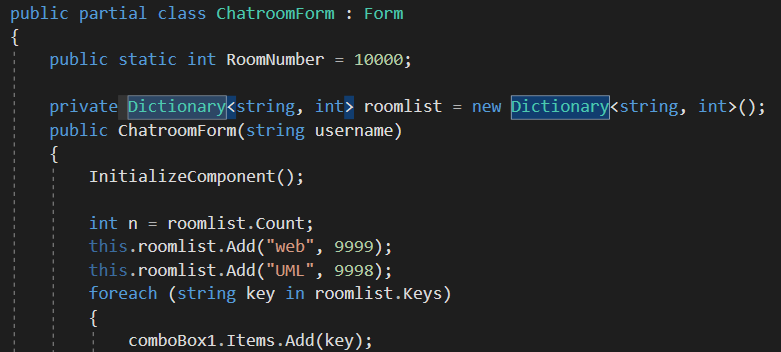 public partial class ChatroomForm : Form
{
public static int RoomNumber = 10000;
private Dictionary<string, int> roomlist = new Dictionary<string, int>();
public ChatroomForm(string username)
{
InitializeComponent();
int n = roomlist.Count;
this.roomlist.Add("web", 9999);
this.roomlist.Add("UML", 9998);
foreach (string key in roomlist.Keys)
{
comboBox1.Items.Add(key);